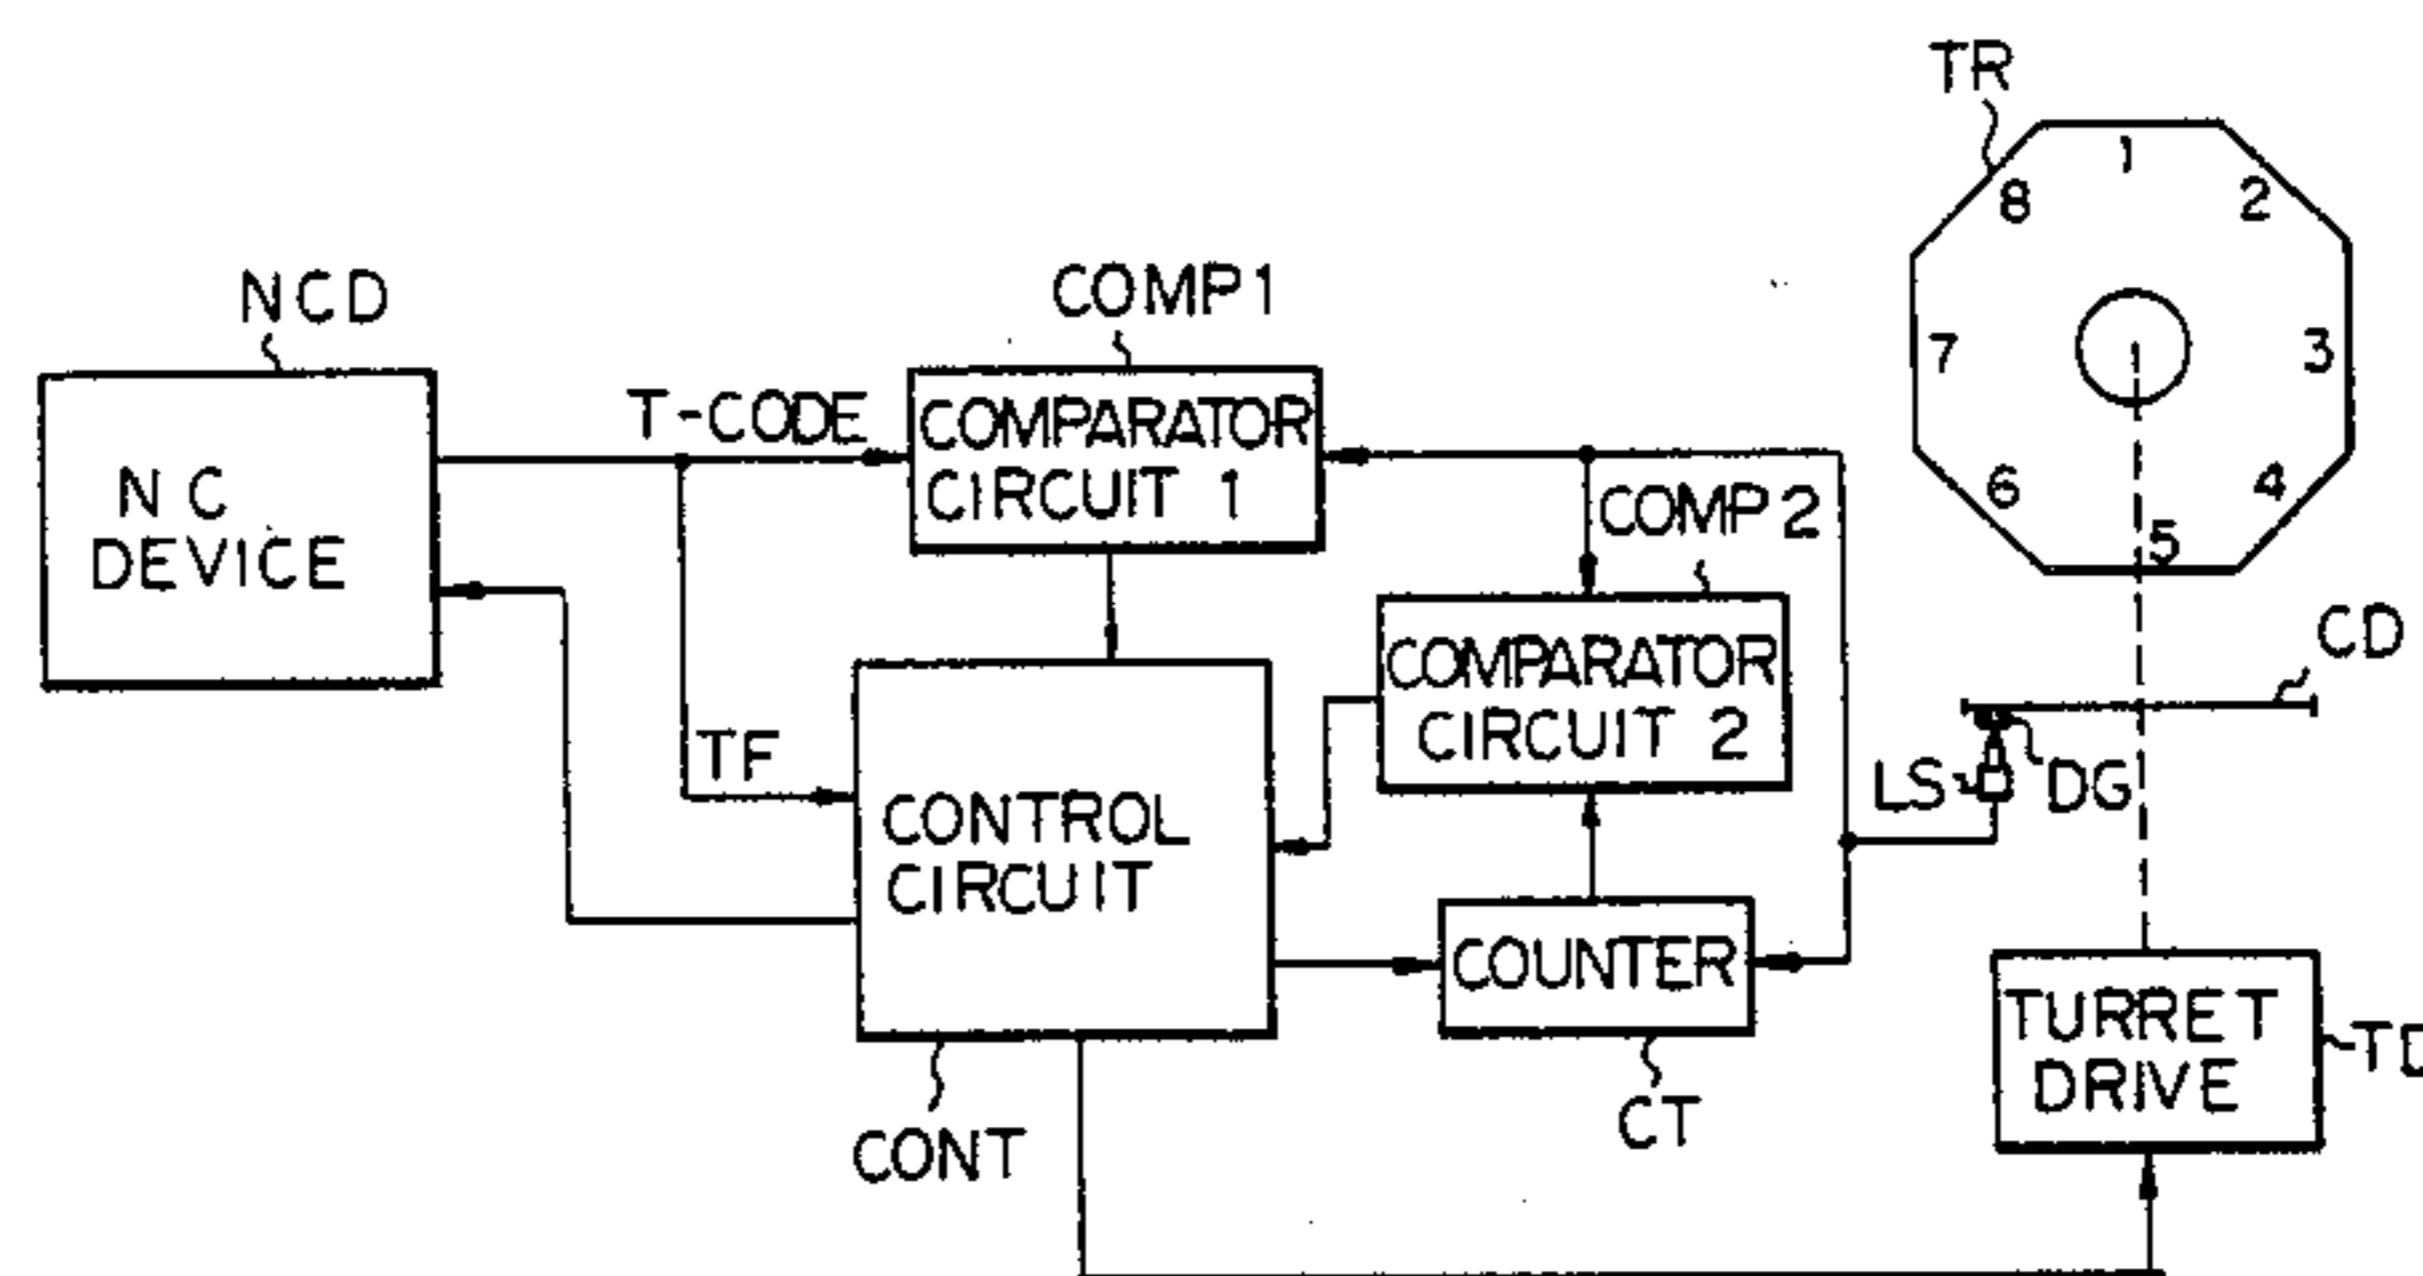 TR
1
8
2
NCD
COMP1
7
3
T-CODE
COMPARATOR
CIRCUIT 1
NC
DEVICE
COMP2
6
4
5
CD
COMPARATOR
CIRCUIT 2
TF
LS
DG
CONTROL
CIRCUIT
COUNTER
TURRET
DRIVE
CT
CONT